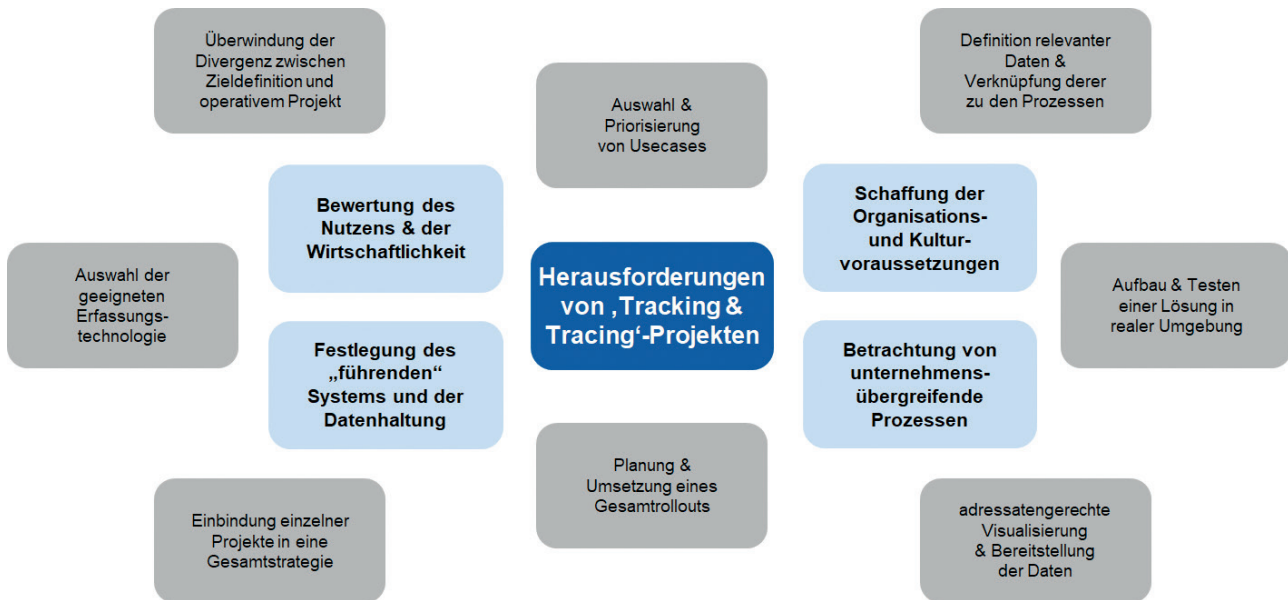 Überwindung der
Divergenz zwischen
Zieldefinition und
operativem Projekt
Definition relevanter
Daten &
Verknüpfung derer
zu den Prozessen
Auswahl &
Priorisierung
von Usecases
Bewertung des
Nutzens & der
Wirtschaftlichkeit
Schaffung der
Organisations-
und Kultur-
voraussetzungen
Auswahl der
geeigneten
Erfassungs-
technologie
Herausforderungen
von ‚Tracking &
Tracing‘-Projekten
Aufbau & Testen
einer Lösung in
realer Umgebung
Festlegung des
„führenden“
Systems und der
Datenhaltung
Betrachtung von
unternehmens-
übergreifende
Prozessen
Planung &
Umsetzung eines
Gesamtrollouts
Einbindung einzelner
Projekte in eine
Gesamtstrategie
adressatengerechte
Visualisierung
& Bereitstellung
der Daten